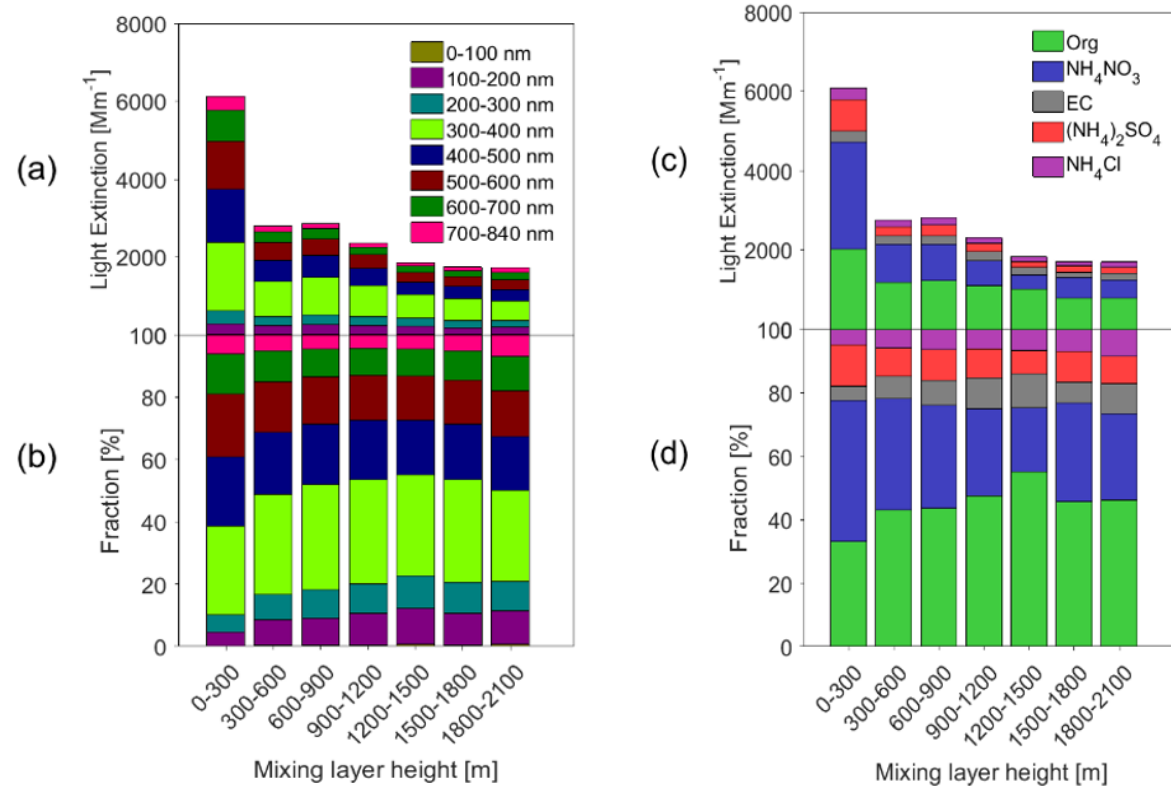 (a)
Light Extinction [Mm⁻¹]
8000
6000
4000
2000
0-100 nm
100-200 nm
200-300 nm
300-400 nm
400-500 nm
500-600 nm
600-700 nm
700-840 nm
(b)
Fraction [%]
100
80
60
40
20
0
0-300
300-600
600-900
900-1200
1200-1500
1500-1800
1800-2100
Mixing layer height [m]
(c)
Light Extinction [Mm⁻¹]
8000
6000
4000
2000
Org
NH₄NO₃
EC
(NH₄)₂SO₄
NH₄Cl
(d)
Fraction [%]
100
80
60
40
20
0
0-300
300-600
600-900
900-1200
1200-1500
1500-1800
1800-2100
Mixing layer height [m]